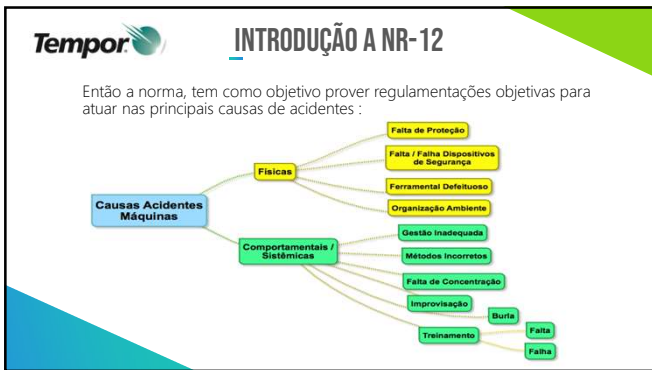 Tempor
INTRODUÇÃO A NR-12
Então a norma, tem como objetivo prover regulamentações objetivas para
atuar nas principais causas de acidentes :
Causas Acidentes
Máquinas
Físicas
Falta de Proteção
Falta / Falha Dispositivos
de Segurança
Ferramental Defeituoso
Organização Ambiente
Comportamentais /
Sistêmicas
Gestão Inadequada
Métodos Incorretos
Falta de Concentração
Improvisação
Burla
Treinamento
Falta
Falha